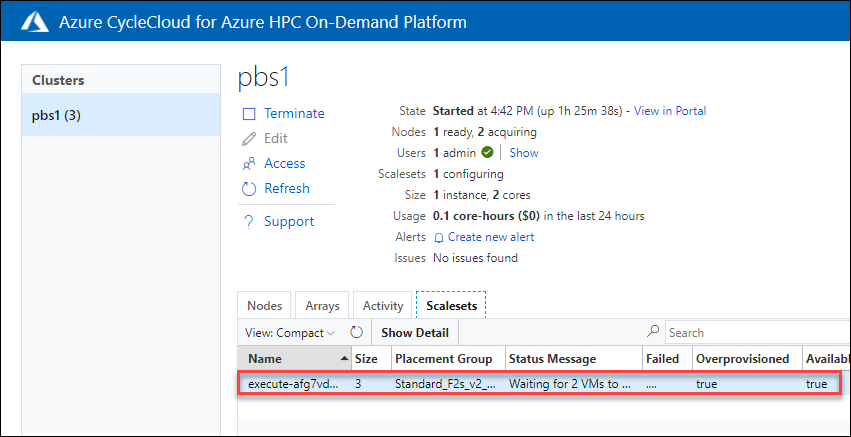 Azure CycleCloud for Azure HPC On-Demand Platform
Clusters
pbs1 (3)
pbs1
Terminate
Edit
Access
Refresh
Support
State Started at 4:42 PM (up 1h 25m 38s) - View in Portal
Nodes 1 ready, 2 acquiring
Users 1 admin | Show
Scalesets 1 configuring
Size 1 instance, 2 cores
Usage 0.1 core-hours ($0) in the last 24 hours
Alerts Create new alert
Issues No issues found
Nodes Arrays Activity Scalesets
View: Compact Show Detail Search
Name Size Placement Group Status Message Failed Overprovisioned Availabl
execute-afg7vd... 3 Standard_F2s_v2_... Waiting for 2 VMs to ... .... true true